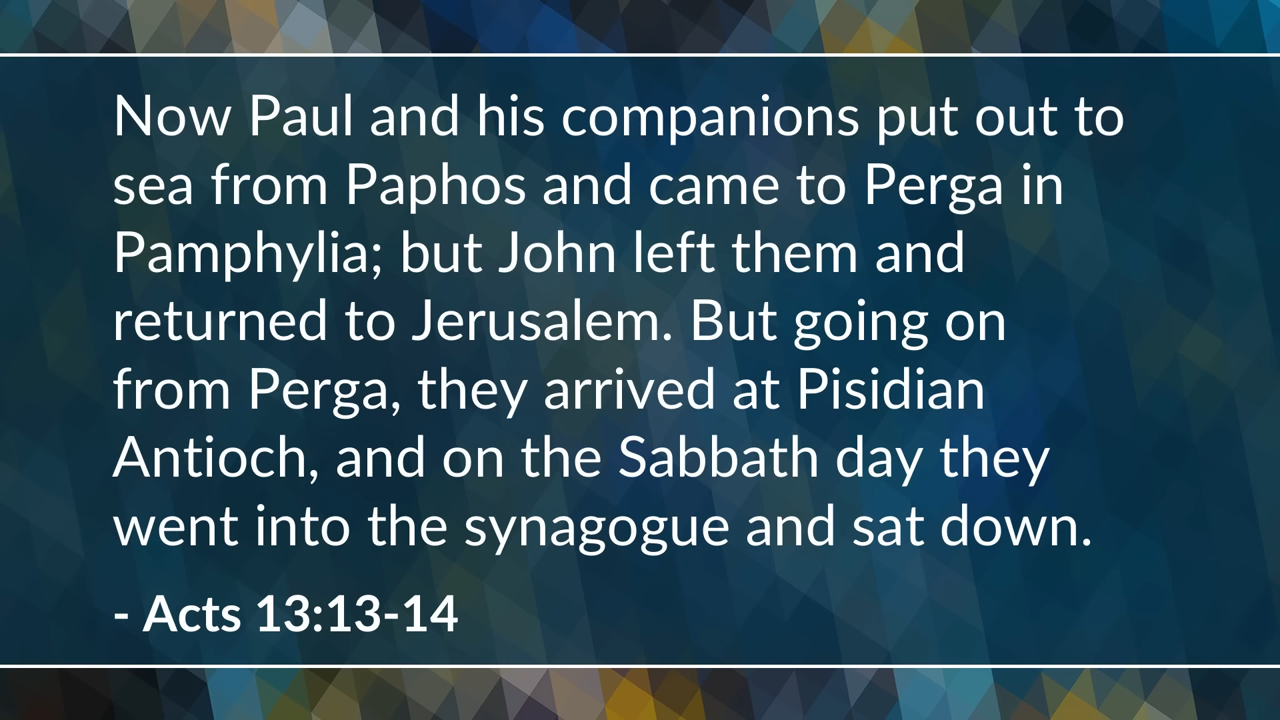 Now Paul and his companions put out to
sea from Paphos and came to Perga in
Pamphylia; but John left them and
returned to Jerusalem. But going on
from Perga, they arrived at Pisidian
Antioch, and on the Sabbath day they
went into the synagogue and sat down.
- Acts 13:13-14